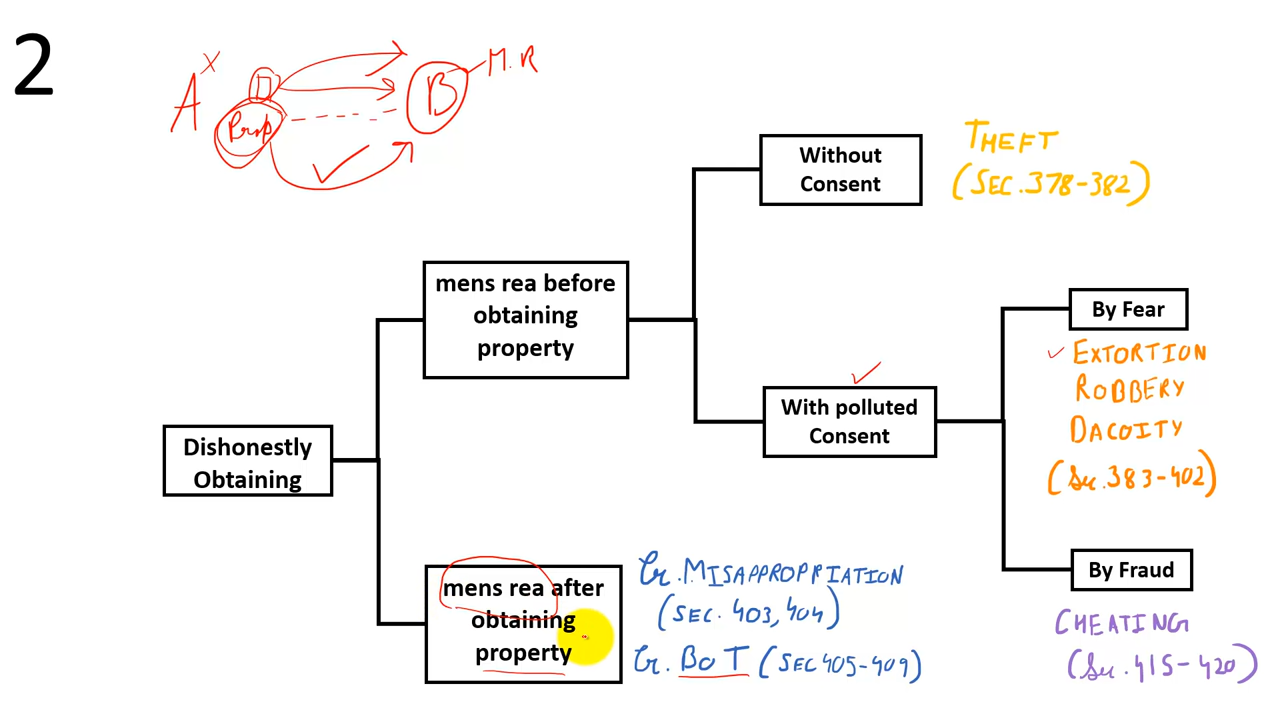 2
A
X
Prop
B
M.R
Without
Consent
THEFT
(SEC.378-382)
mens rea before
obtaining
property
By Fear
EXTORTION
ROBBERY
DACOITY
(Sec.383-402)
With polluted
Consent
Dishonestly
Obtaining
By Fraud
CHEATING
(Sec.415-420)
mens rea after
obtaining
property
Cr.MISAPPROPRIATION
(SEC.403,404)
Cr.BOT (SEC 405-409)